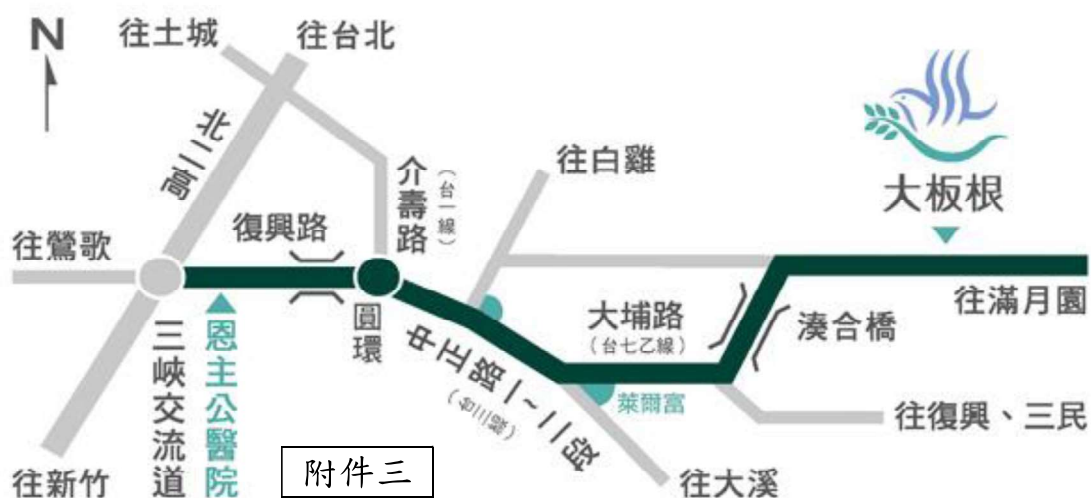 N
往土城
往台北
北二高
介壽路
（台一線）
往白雞
大板根
往鶯歌
復興路
圓環
三峽交流道
恩主公醫院
中正路一~二段
（台三線）
大埔路
（台七乙線）
湊合橋
往滿月園
萊爾富
往復興、三民
往大溪
往新竹
附件三